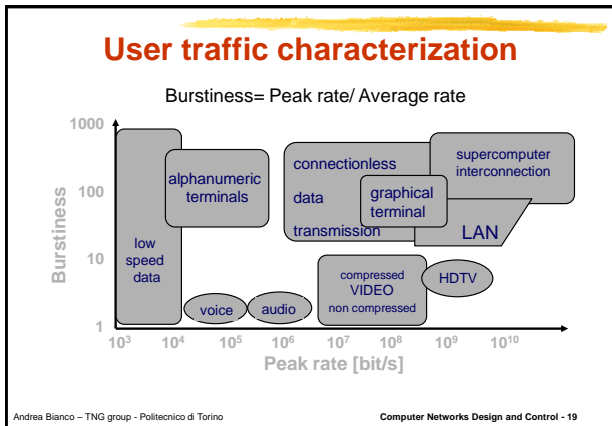 User traffic characterization
Burstiness= Peak rate/ Average rate
1000
100
10
1
Burstiness
low
speed
data
alphanumeric
terminals
connectionless
data
transmission
graphical
terminal
supercomputer
interconnection
LAN
voice
audio
compressed
VIDEO
non compressed
HDTV
10³ 10⁴ 10⁵ 10⁶ 10⁷ 10⁸ 10⁹ 10¹⁰
Peak rate [bit/s]
Andrea Bianco – TNG group - Politecnico di Torino
Computer Networks Design and Control - 19